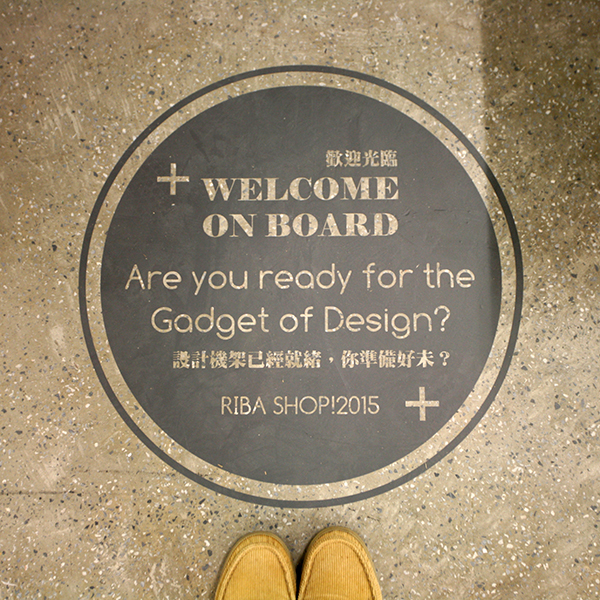 歡迎光臨
WELCOME
ON BOARD
Are you ready for the
Gadget of Design?
設計機架已經就緒，你準備好未？
RIBA SHOP!2015